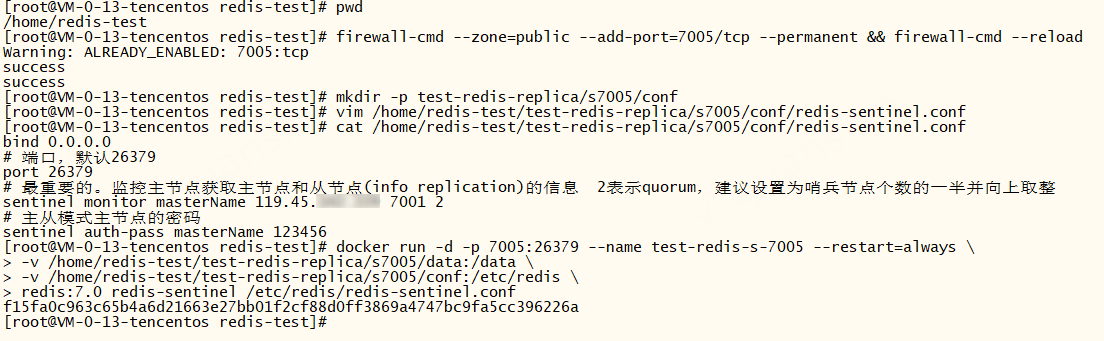 [root@VM-0-13-tencentos redis-test]# pwd
/home/redis-test
[root@VM-0-13-tencentos redis-test]# firewall-cmd --zone=public --add-port=7005/tcp --permanent && firewall-cmd --reload
Warning: ALREADY_ENABLED: 7005:tcp
success
success
[root@VM-0-13-tencentos redis-test]# mkdir -p test-redis-replica/s7005/conf
[root@VM-0-13-tencentos redis-test]# vim /home/redis-test/test-redis-replica/s7005/conf/redis-sentinel.conf
[root@VM-0-13-tencentos redis-test]# cat /home/redis-test/test-redis-replica/s7005/conf/redis-sentinel.conf
bind 0.0.0.0
# 端口，默认26379
port 26379
# 最重要的。监控主节点获取主节点和从节点(info replication)的信息 2表示quorum，建议设置为哨兵节点个数的一半并向上取整
sentinel monitor masterName 119.45. 7001 2
# 主从模式主节点的密码
sentinel auth-pass masterName 123456
[root@VM-0-13-tencentos redis-test]# docker run -d -p 7005:26379 --name test-redis-s-7005 --restart=always \
> -v /home/redis-test/test-redis-replica/s7005/data:/data \
> -v /home/redis-test/test-redis-replica/s7005/conf:/etc/redis \
> redis:7.0 redis-sentinel /etc/redis/redis-sentinel.conf
f15fa0c963c65b4a6d21663e27bb01f2cf88d0ff3869a4747bc9fa5cc396226a
[root@VM-0-13-tencentos redis-test]#